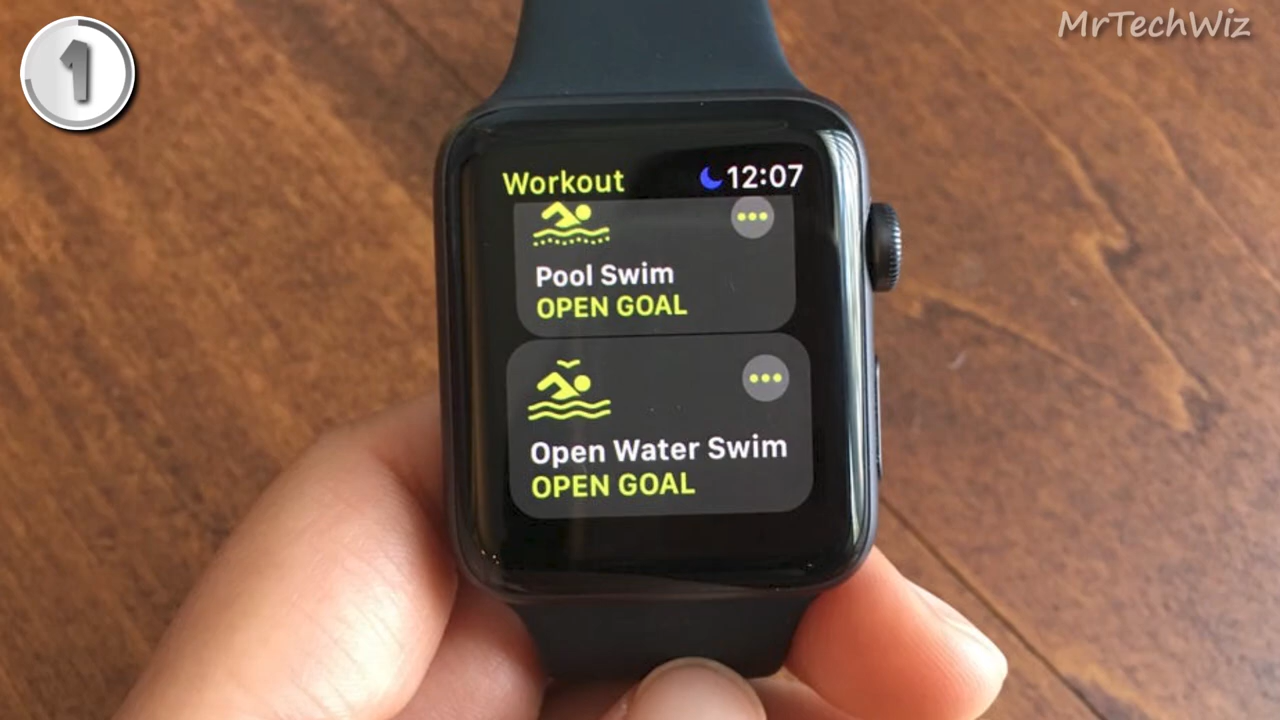 1
MrTechWiz
Workout 12:07
Pool Swim
OPEN GOAL
Open Water Swim
OPEN GOAL